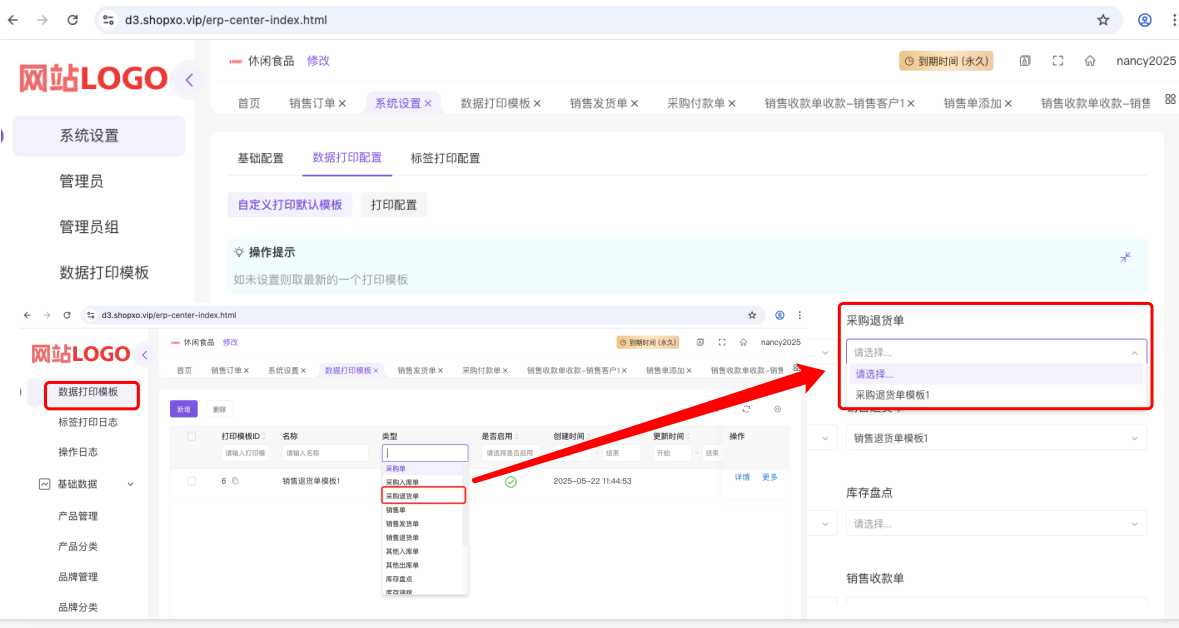 d3.shopxo.vip/erp-center-index.html
网站LOGO
休闲食品 修改
到期时间 (永久)
nancy2025
首页 销售订单 × 系统设置 × 数据打印模板 × 销售发货单 × 采购付款单 × 销售收款单收款-销售客户1 × 销售单添加 × 销售收款单收款-销售
系统设置
管理员
管理员组
数据打印模板
基础配置 数据打印配置 标签打印配置
自定义打印默认模板 打印配置
操作提示
如未设置则取最新的一个打印模板
d3.shopxo.vip/erp-center-index.html
网站LOGO
休闲食品 修改
到期时间 (永久)
nancy2025
首页 销售订单 × 系统设置 × 数据打印模板 × 销售发货单 × 采购付款单 × 销售收款单收款-销售客户1 × 销售单添加 × 销售收款单收款-销售
数据打印模板
标签打印日志
操作日志
基础数据
产品管理
产品分类
品牌管理
品牌分类
新增 删除
打印模板ID 名称 类型 是否启用 创建时间 更新时间 操作
请输入打印模 请输入名称 请选择是否启用 - 结束 开始 - 结束
6 销售退货单模板1 2025-05-22 11:44:53 详情 更多
采购单
采购入库单
采购退货单
销售单
销售发货单
销售退货单
其他入库单
其他出库单
库存盘点
采购退货单
请选择...
请选择...
采购退货单模板1
销售退货单模板1
库存盘点
请选择...
销售收款单